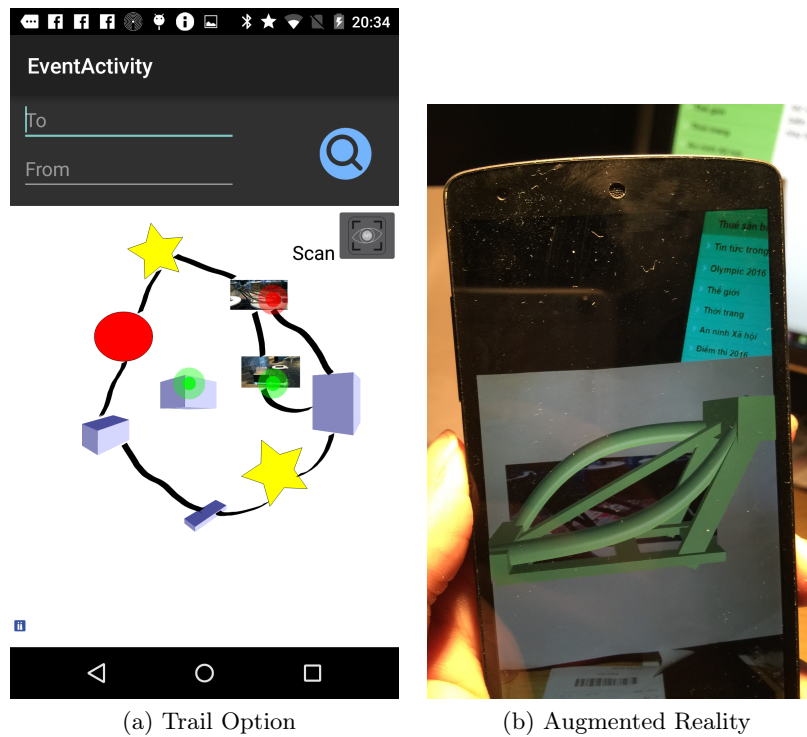 20:34
EventActivity
To
From
Scan
Thuê sân b
Tin tức trong
Olympic 2016
Thế giới
Thời trang
An ninh Xã hội
Điểm thi 2016
(a) Trail Option
(b) Augmented Reality